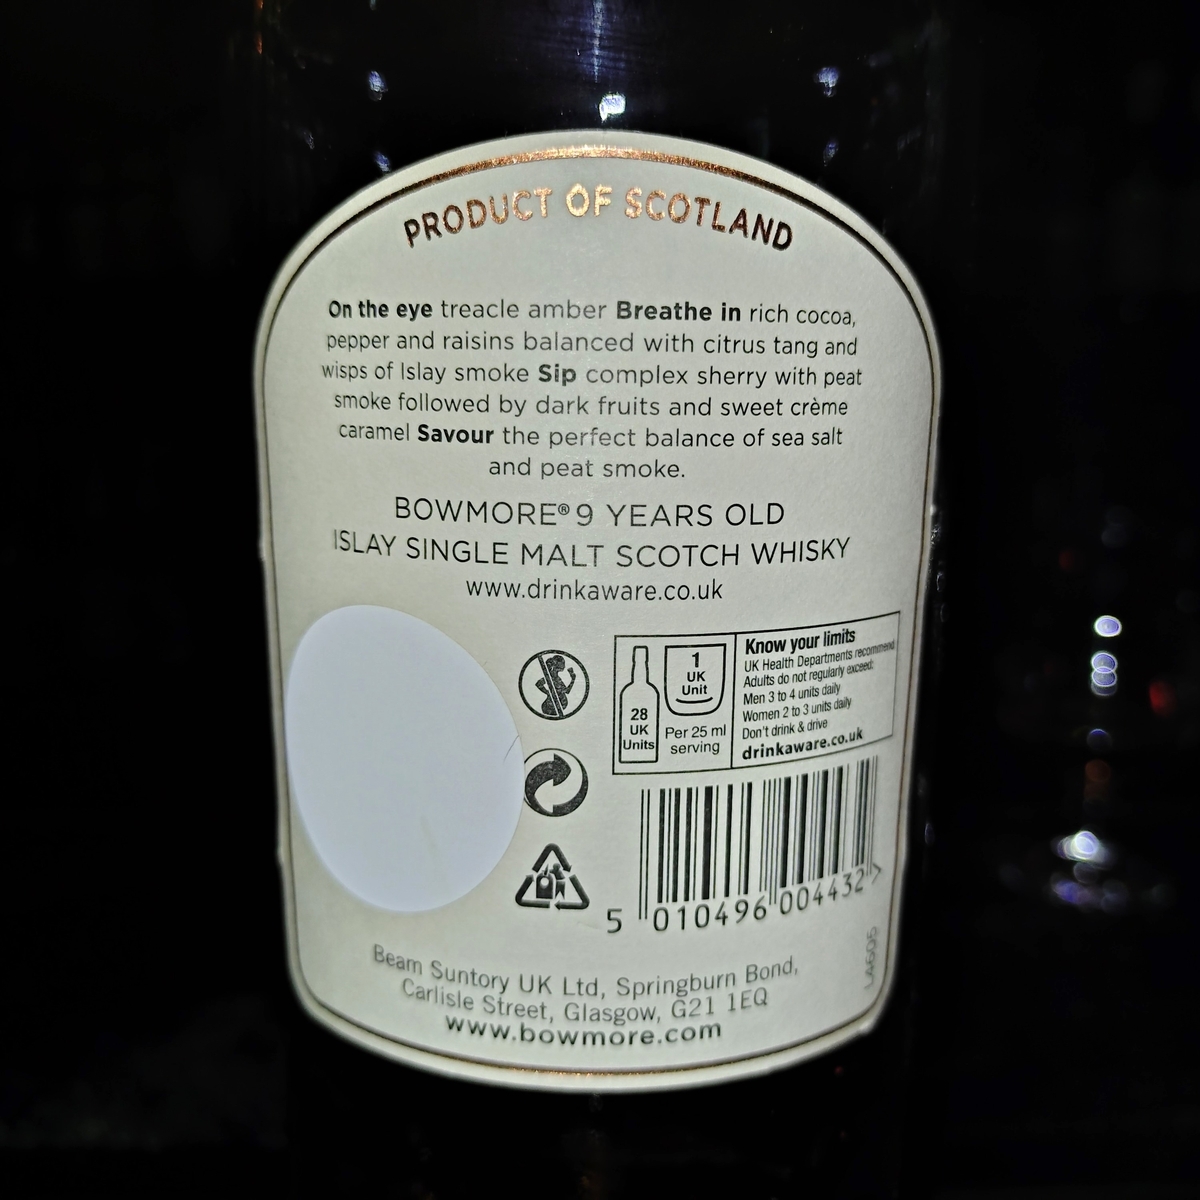 PRODUCT OF SCOTLAND
On the eye treacle amber Breathe in rich cocoa,
pepper and raisins balanced with citrus tang and
wisps of Islay smoke Sip complex sherry with peat
smoke followed by dark fruits and sweet crème
caramel Savour the perfect balance of sea salt
and peat smoke.
BOWMORE® 9 YEARS OLD
ISLAY SINGLE MALT SCOTCH WHISKY
www.drinkaware.co.uk
28
UK
Units
1
UK
Unit
Per 25 ml
serving
Know your limits
UK Health Departments recommend
Adults do not regularly exceed:
Men 3 to 4 units daily
Women 2 to 3 units daily
Don't drink & drive
drinkaware.co.uk
5 010496 004432 >
Beam Suntory UK Ltd, Springburn Bond,
Carlisle Street, Glasgow, G21 1EQ
www.bowmore.com